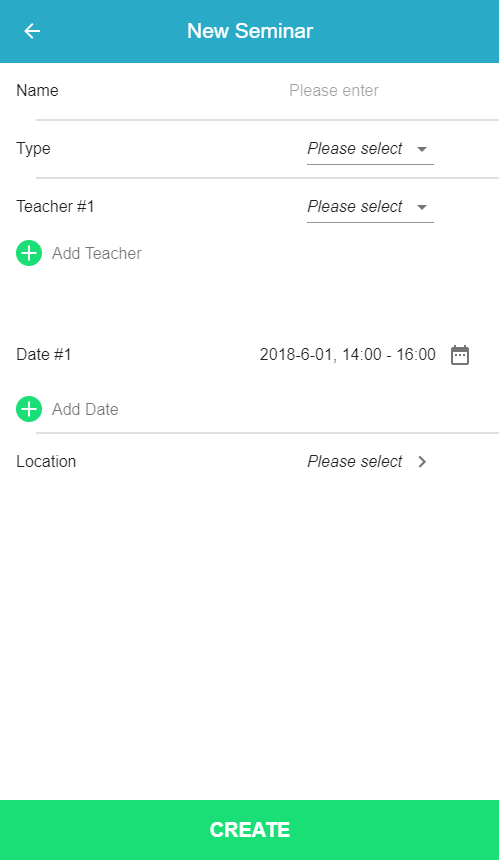 New Seminar
Name Please enter
Type Please select
Teacher #1 Please select
Add Teacher
Date #1 2018-6-01, 14:00 - 16:00
Add Date
Location Please select
CREATE